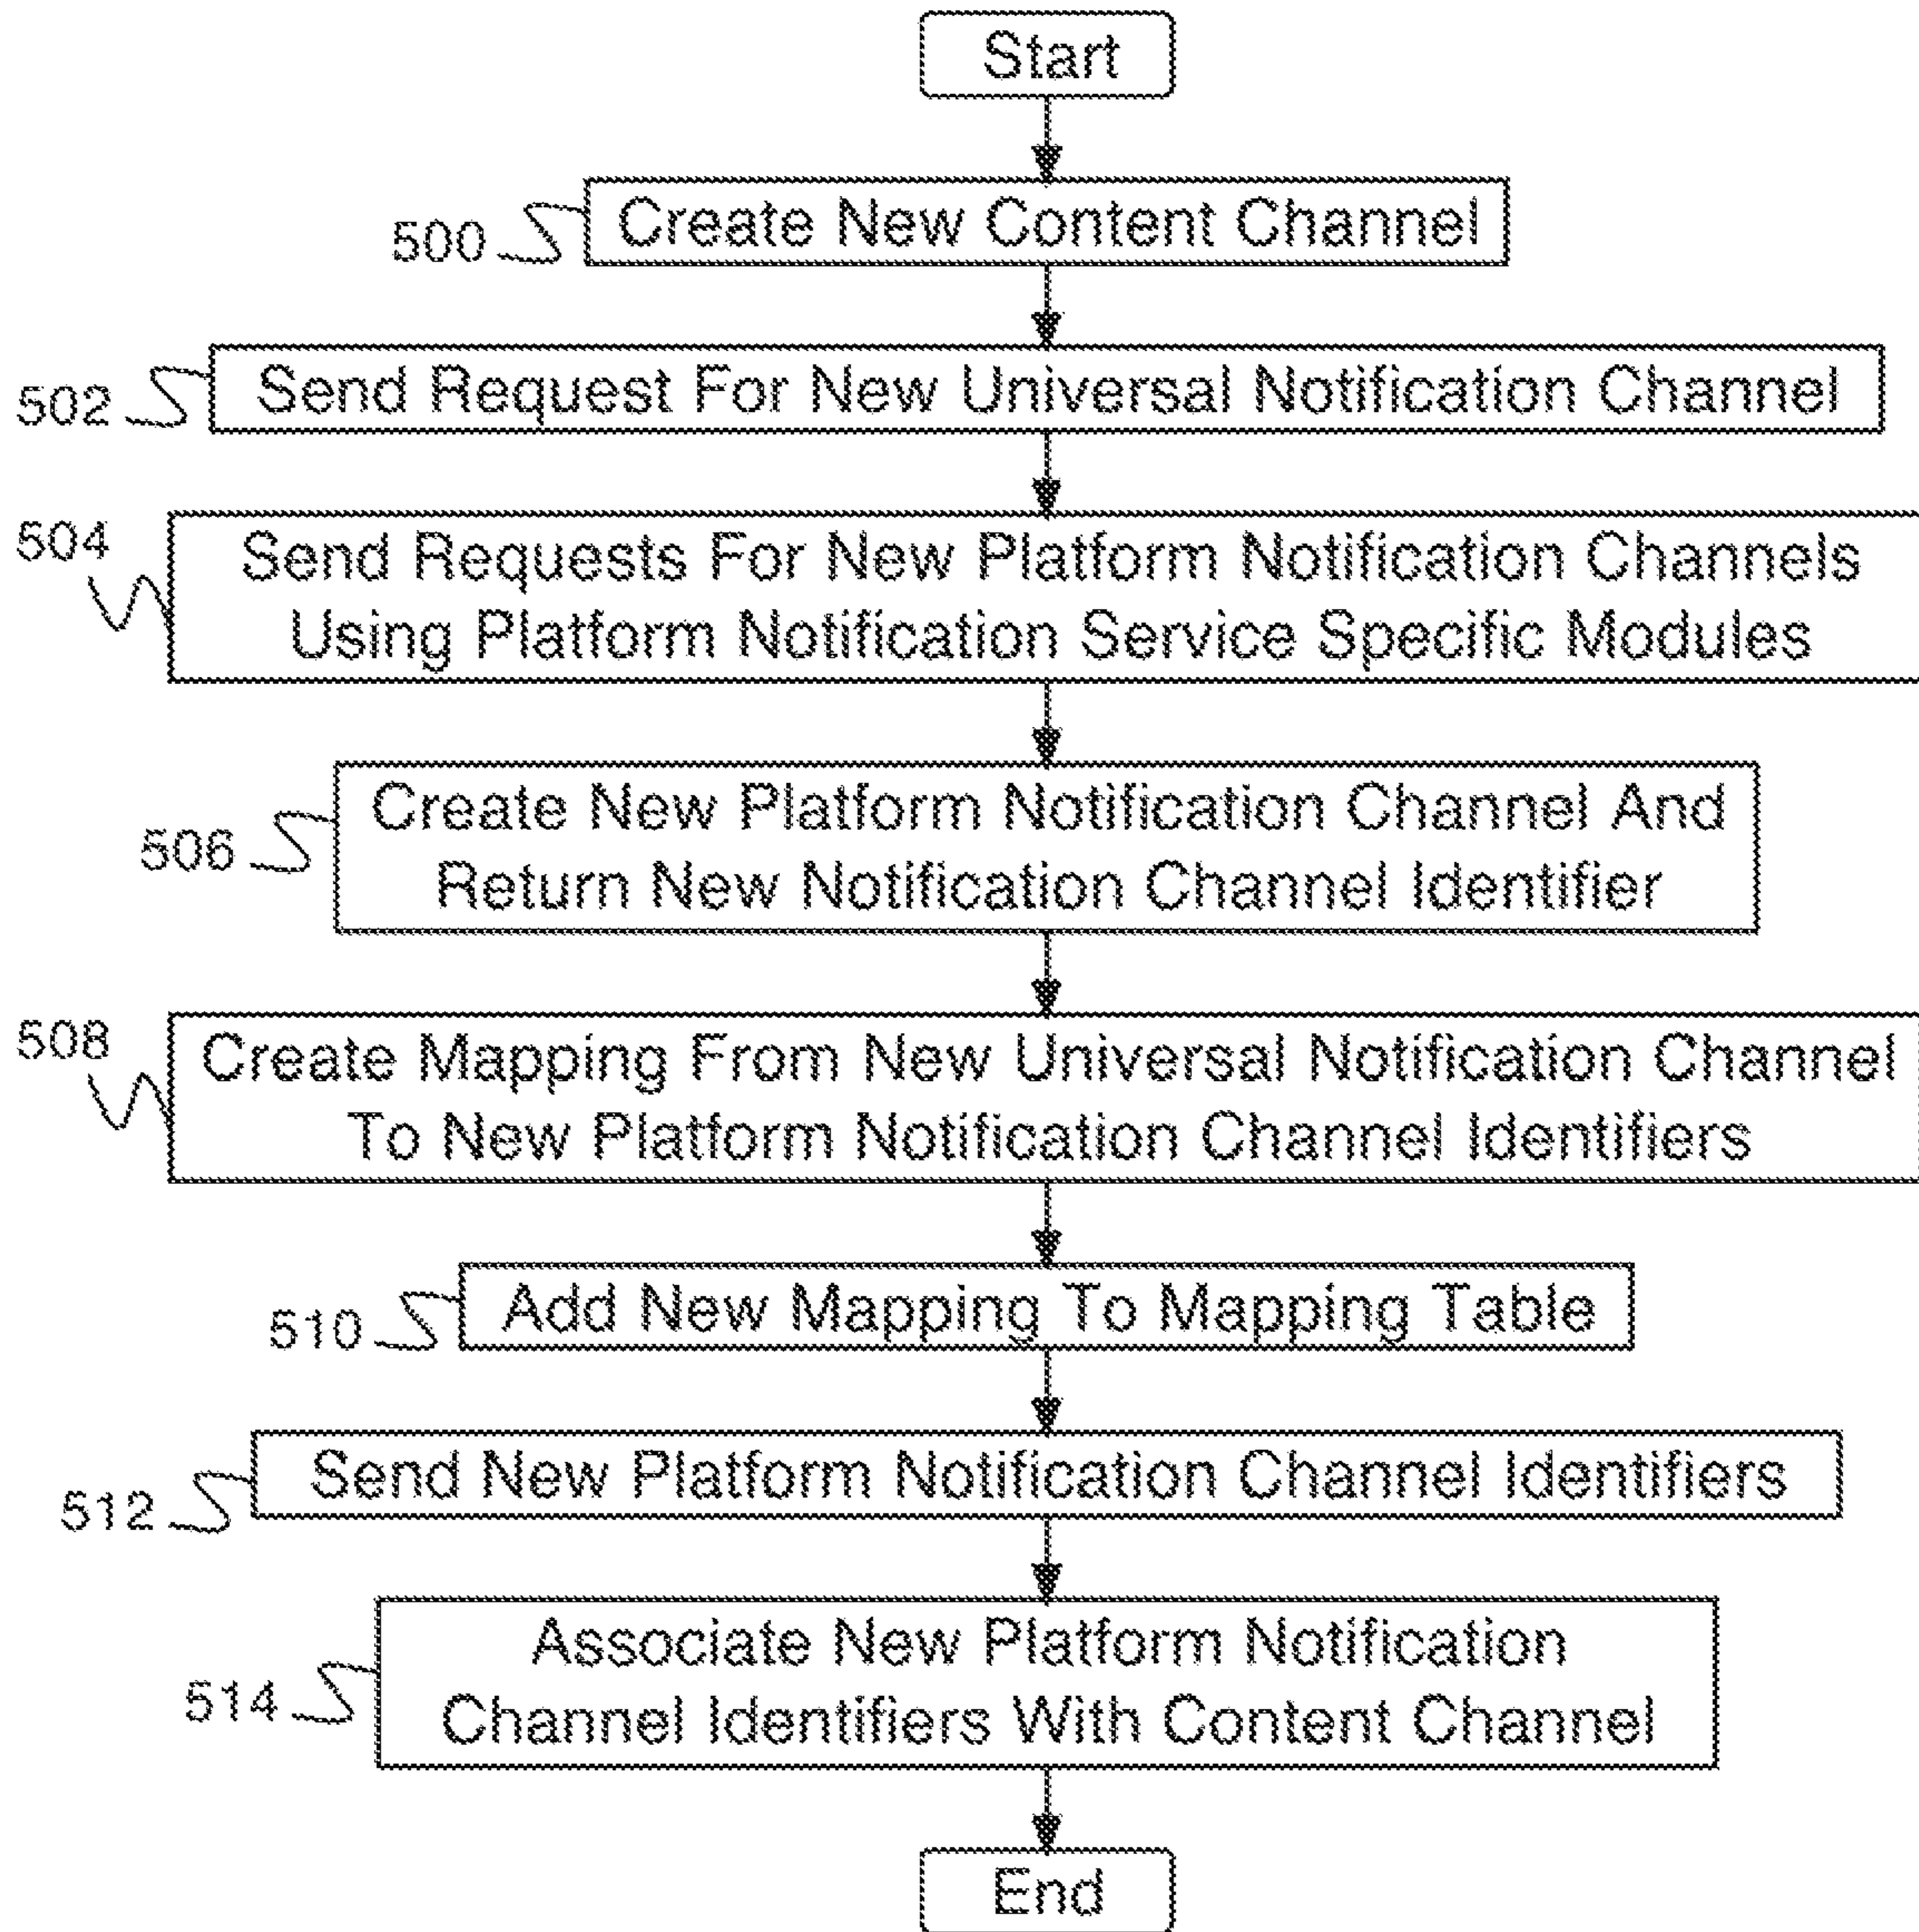 Start
500
Create New Content Channel
502
Send Request For New Universal Notification Channel
504
Send Requests For New Platform Notification Channels
Using Platform Notification Service Specific Modules
506
Create New Platform Notification Channel And
Return New Notification Channel Identifier
508
Create Mapping From New Universal Notification Channel
To New Platform Notification Channel Identifiers
510
Add New Mapping To Mapping Table
512
Send New Platform Notification Channel Identifiers
514
Associate New Platform Notification
Channel Identifiers With Content Channel
End